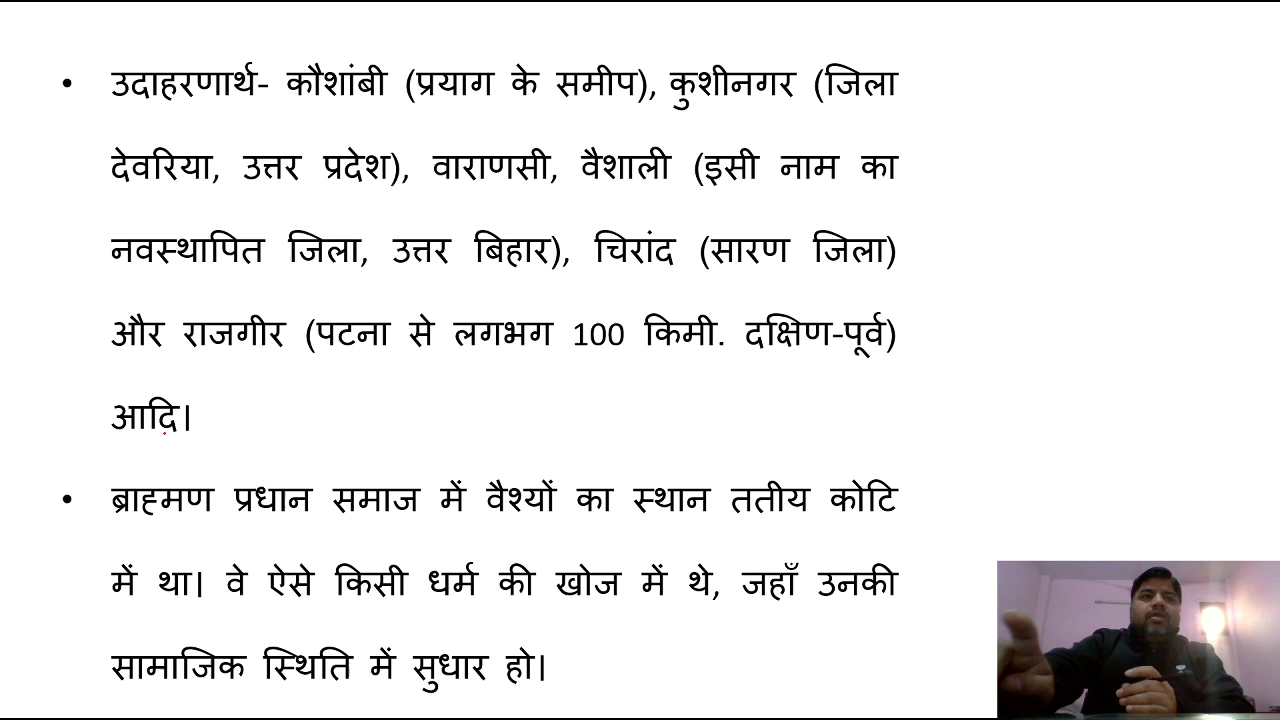 • उदाहरणार्थ- कौशांबी (प्रयाग के समीप), कुशीनगर (जिला
देवरिया, उत्तर प्रदेश), वाराणसी, वैशाली (इसी नाम का
नवस्थापित जिला, उत्तर बिहार), चिरांद (सारण जिला)
और राजगीर (पटना से लगभग 100 किमी. दक्षिण-पूर्व)
आदि।
• ब्राह्मण प्रधान समाज में वैश्यों का स्थान ततीय कोटि
में था। वे ऐसे किसी धर्म की खोज में थे, जहाँ उनकी
सामाजिक स्थिति में सुधार हो।